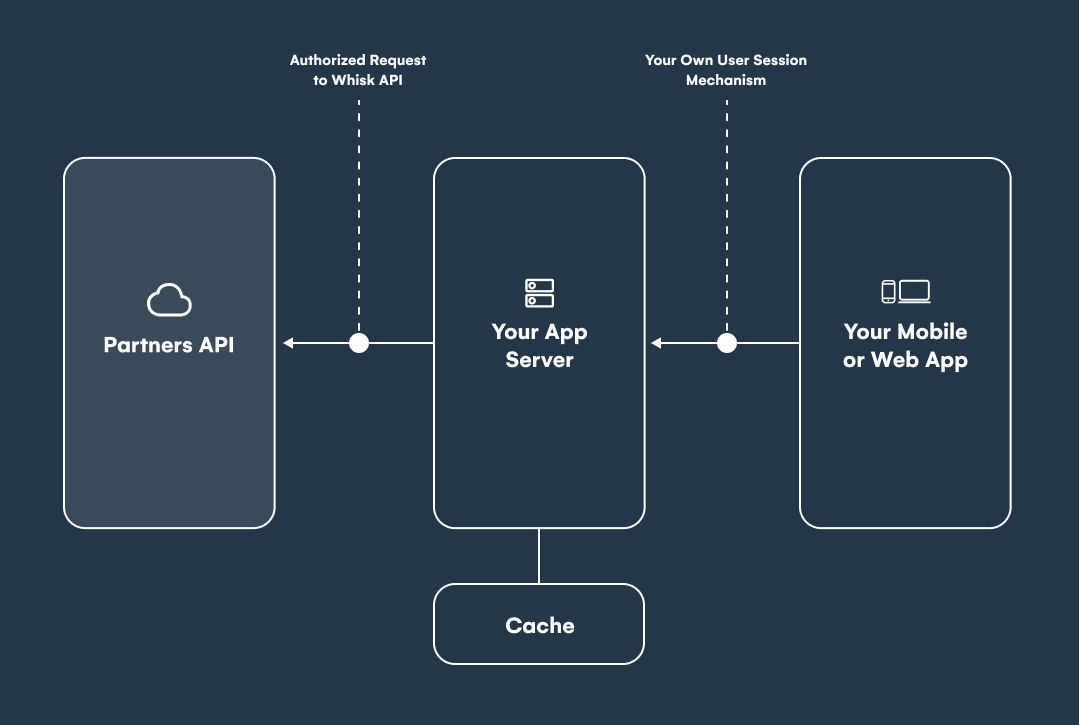 Authorized Request
to Whisk API
Your Own User Session
Mechanism
Partners API
Your App
Server
Your Mobile
or Web App
Cache